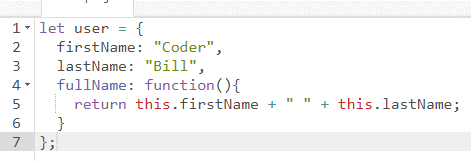 1 let user = {
2 firstName: "Coder",
3 lastName: "Bill",
4 fullName: function(){
5 return this.firstName + " " + this.lastName;
6 }
7 };